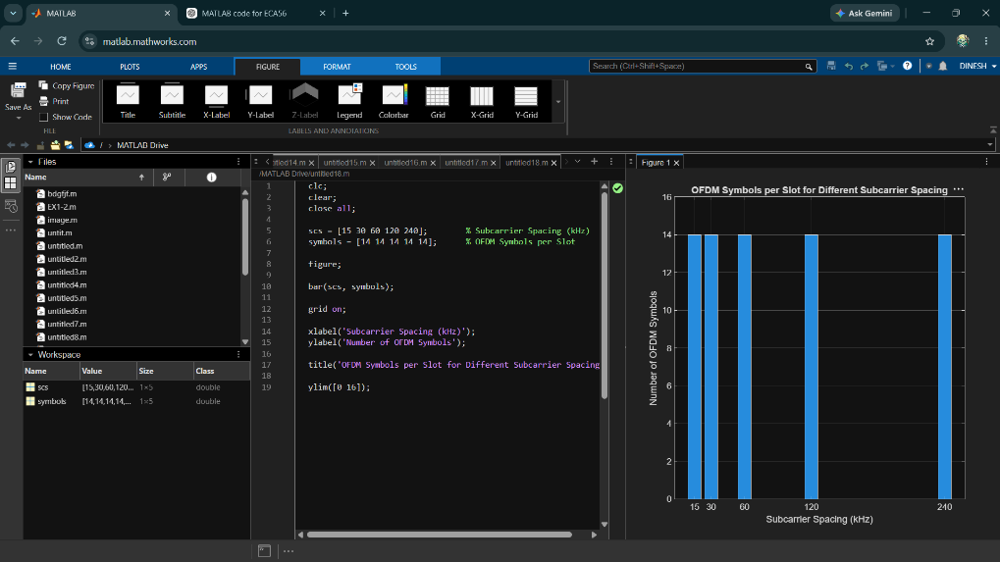 MATLAB
MATLAB code for ECA56
Ask Gemini
matlab.mathworks.com
HOME
PLOTS
APPS
FIGURE
FORMAT
TOOLS
Search (Ctrl+Shift+Space)
DINESH
Save As
Copy Figure
Print
Show Code
FILE
Title
Subtitle
X-Label
Y-Label
Z-Label
Legend
Colorbar
Grid
X-Grid
Y-Grid
LABELS AND ANNOTATIONS
/ > MATLAB Drive
Files
Name
bdgfjf.m
EX1-2.m
image.m
untit.m
untitled.m
untitled2.m
untitled3.m
untitled4.m
untitled5.m
untitled6.m
untitled7.m
untitled8.m
Workspace
Name Value Size Class
scs [15,30,60,120... 1×5 double
symbols [14,14,14,14,... 1×5 double
itled14.m untitled15.m untitled16.m untitled17.m untitled18.m
/MATLAB Drive/untitled18.m
1 clc;
2 clear;
3 close all;
4
5 scs = [15 30 60 120 240]; % Subcarrier Spacing (kHz)
6 symbols = [14 14 14 14 14]; % OFDM Symbols per Slot
7
8 figure;
9
10 bar(scs, symbols);
11
12 grid on;
13
14 xlabel('Subcarrier Spacing (kHz)');
15 ylabel('Number of OFDM Symbols');
16
17 title('OFDM Symbols per Slot for Different Subcarrier Spacing
18
19 ylim([0 16]);
Figure 1
OFDM Symbols per Slot for Different Subcarrier Spacing
16
14
12
10
8
6
4
2
0
Number of OFDM Symbols
15 30 60 120 240
Subcarrier Spacing (kHz)